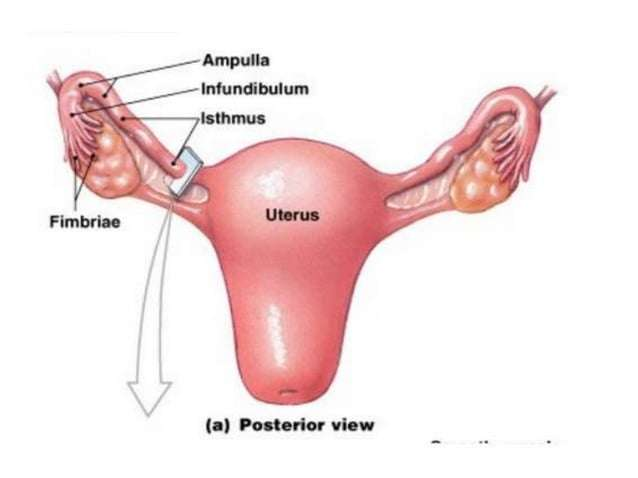 Ampulla
Infundibulum
Isthmus
Fimbriae
Uterus
(a) Posterior view